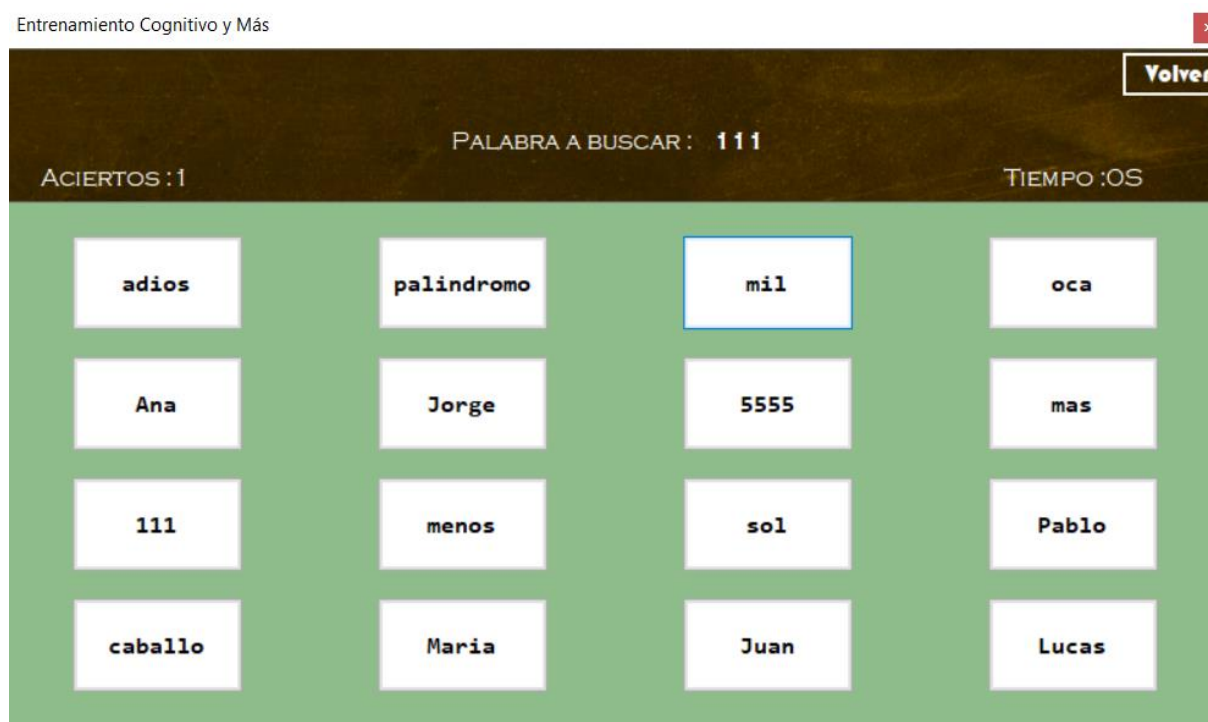 Entrenamiento Cognitivo y Más
x
Volver
PALABRA A BUSCAR : 111
ACIERTOS :1 TIEMPO :0S
adios palindromo mil oca
Ana Jorge 5555 mas
111 menos sol Pablo
caballo Maria Juan Lucas